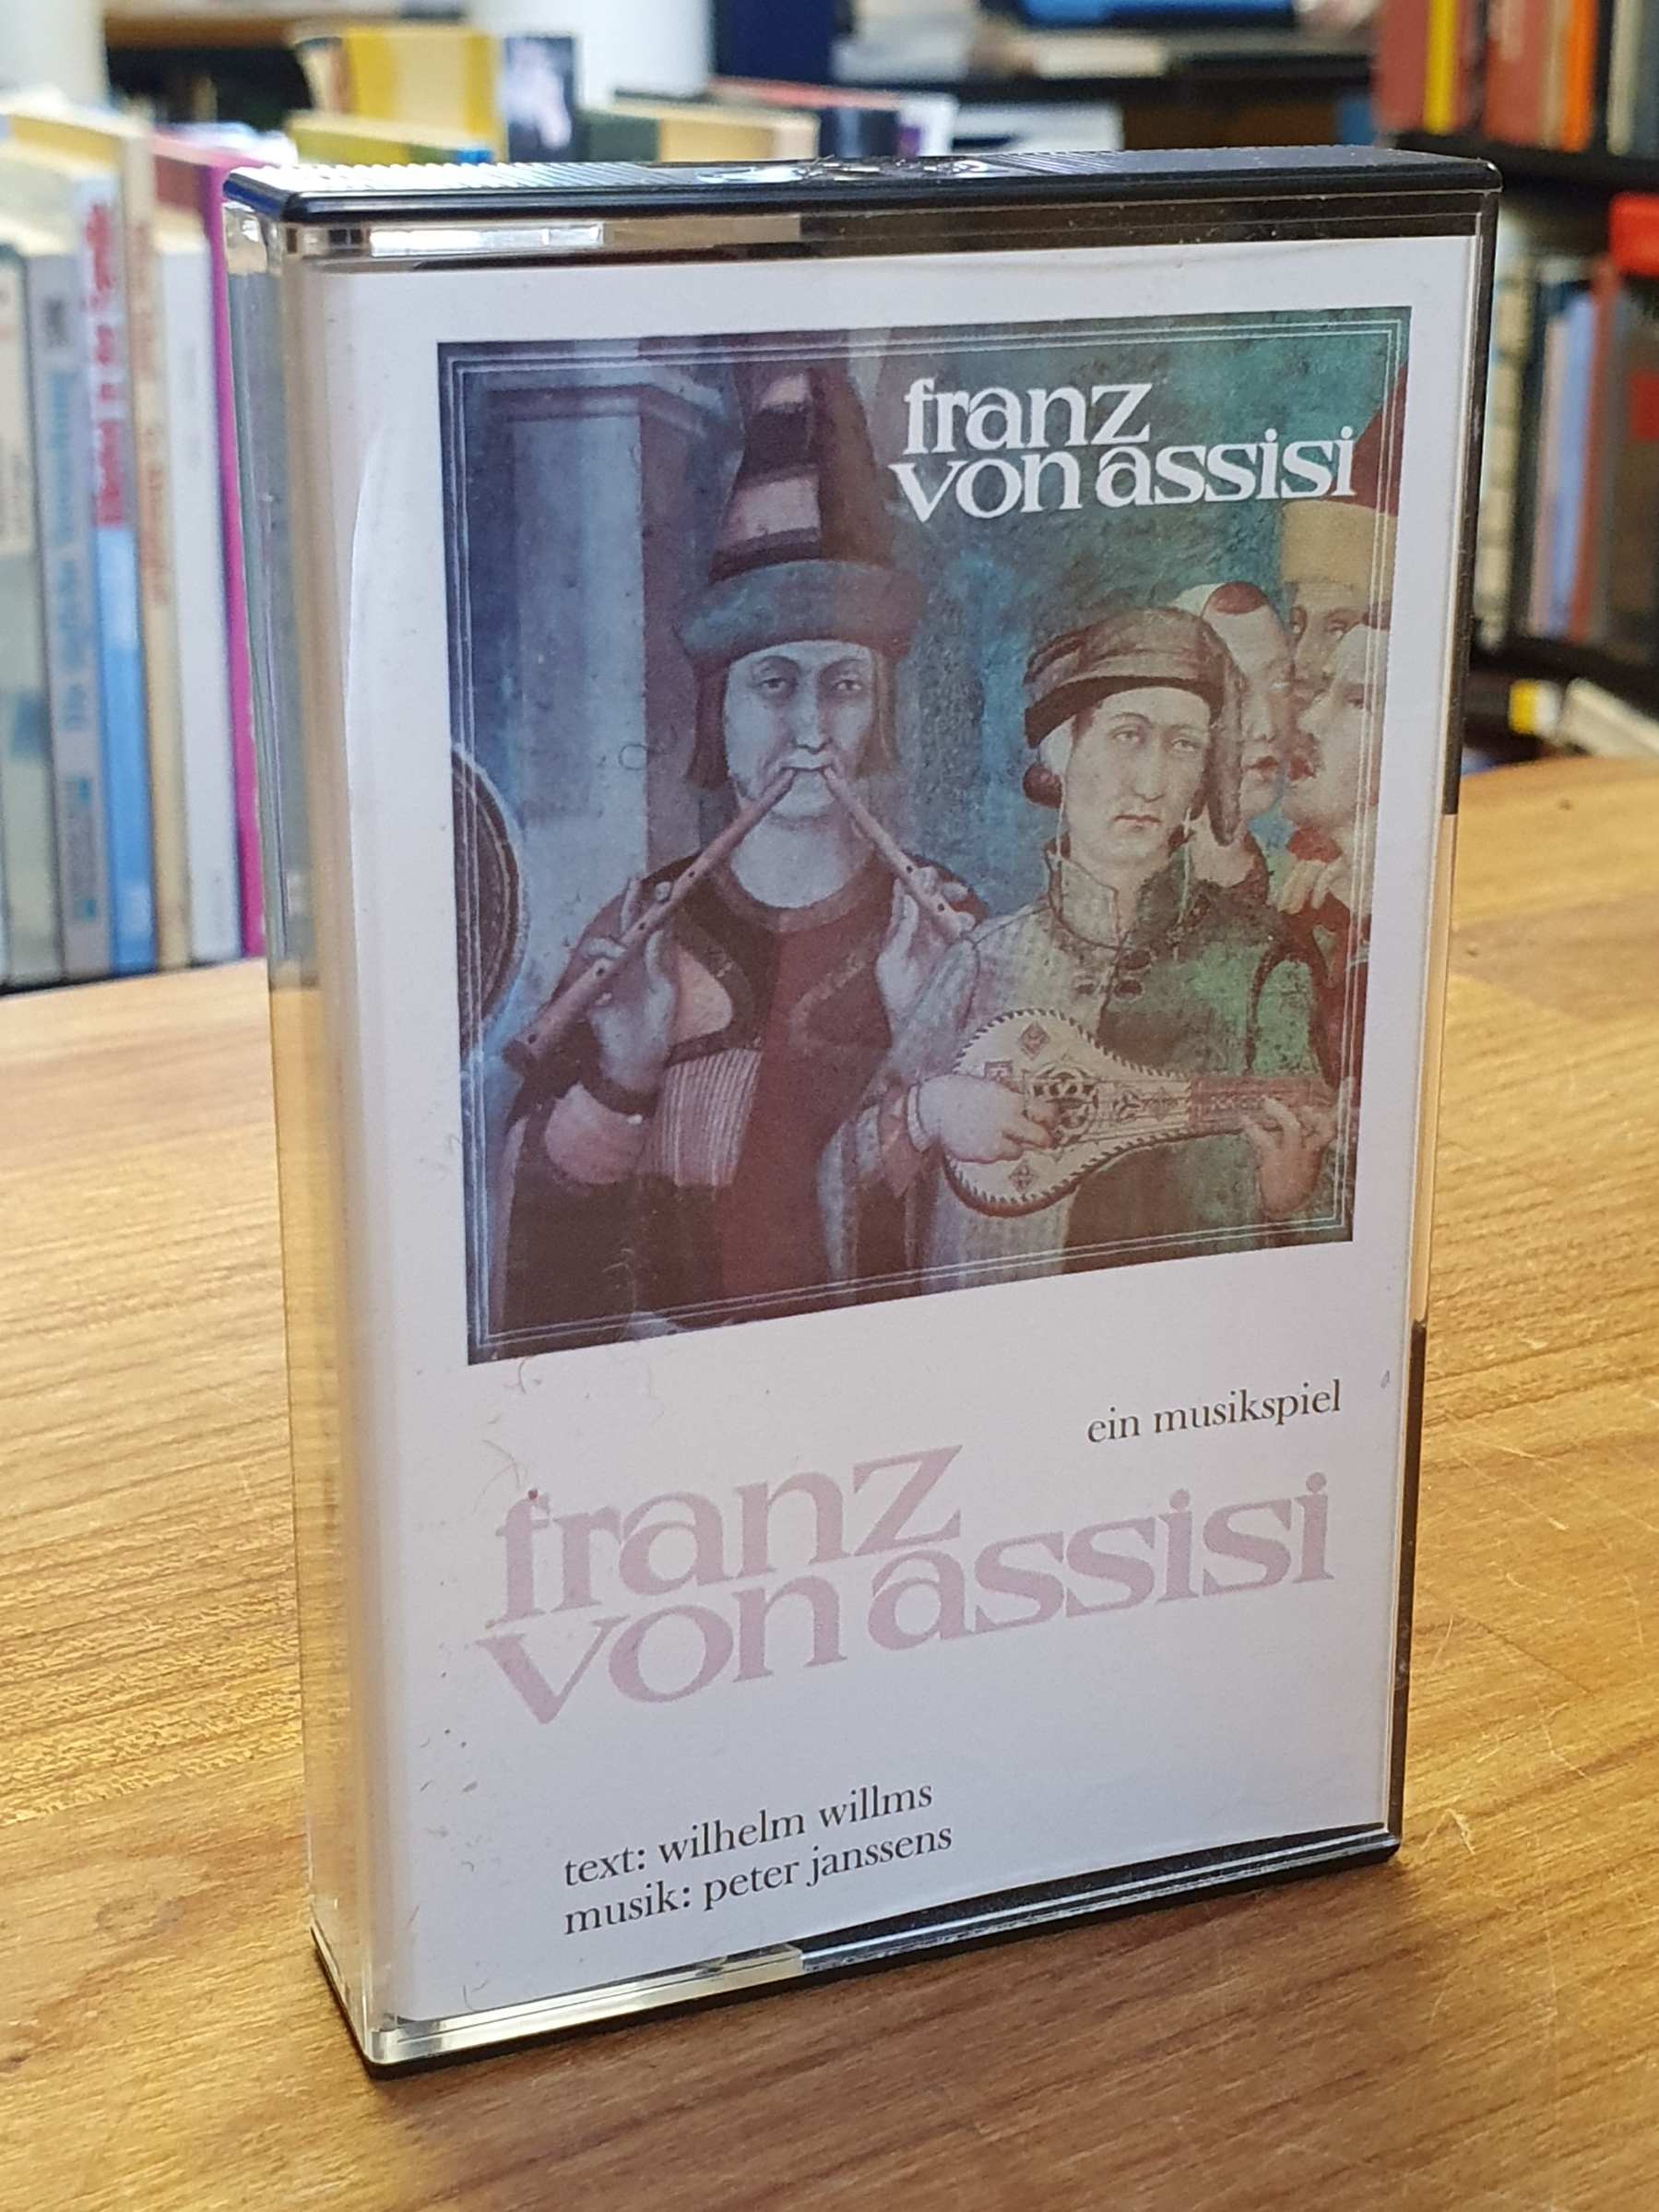 franz
von assisi
ein musikspiel
franz
von assisi
text: wilhelm willms
musik: peter janssens